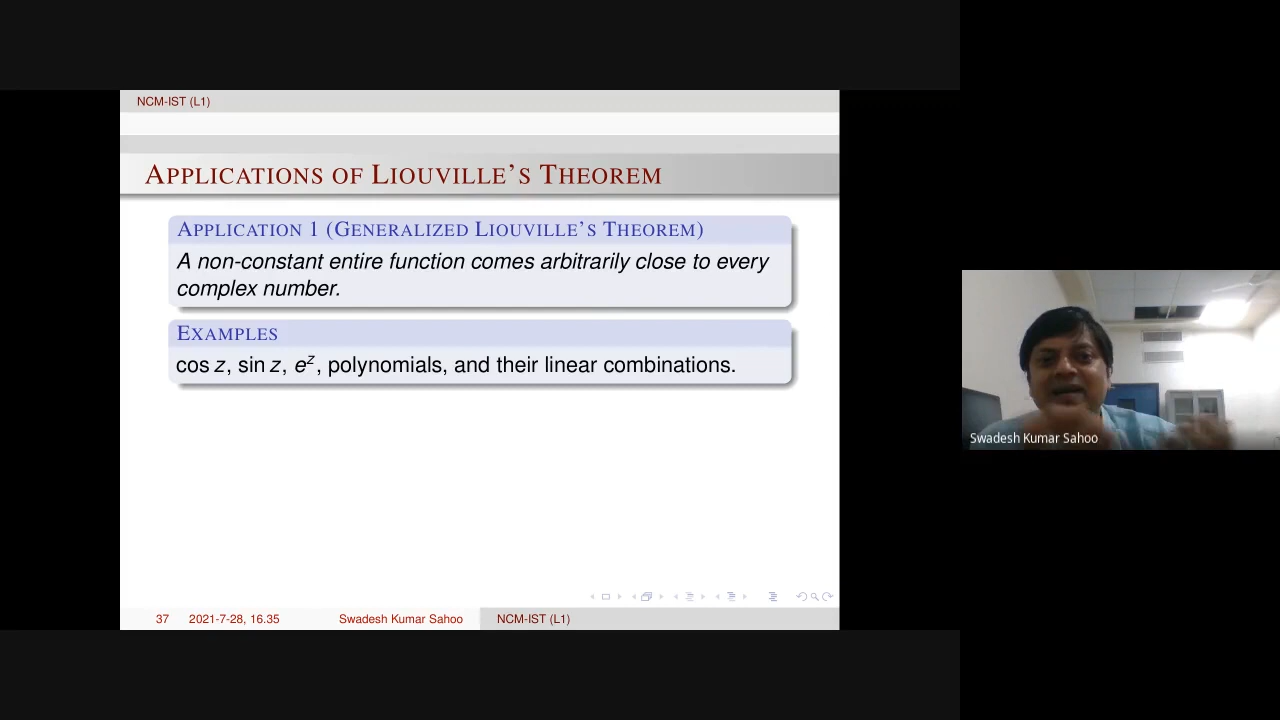 NCM-IST (L1)
APPLICATIONS OF LIOUVILLE'S THEOREM
APPLICATION 1 (GENERALIZED LIOUVILLE'S THEOREM)
A non-constant entire function comes arbitrarily close to every
complex number.
EXAMPLES
cos z, sin z, e^z, polynomials, and their linear combinations.
Swadesh Kumar Sahoo
37 2021-7-28, 16.35 Swadesh Kumar Sahoo NCM-IST (L1)